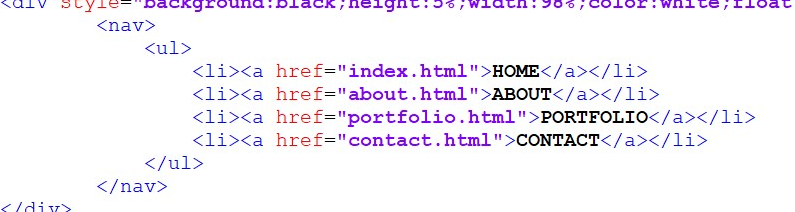 <div style="background:black;height:5%;width:98%;color:white;float
<nav>
<ul>
<li><a href="index.html">HOME</a></li>
<li><a href="about.html">ABOUT</a></li>
<li><a href="portfolio.html">PORTFOLIO</a></li>
<li><a href="contact.html">CONTACT</a></li>
</ul>
</nav>
</div>